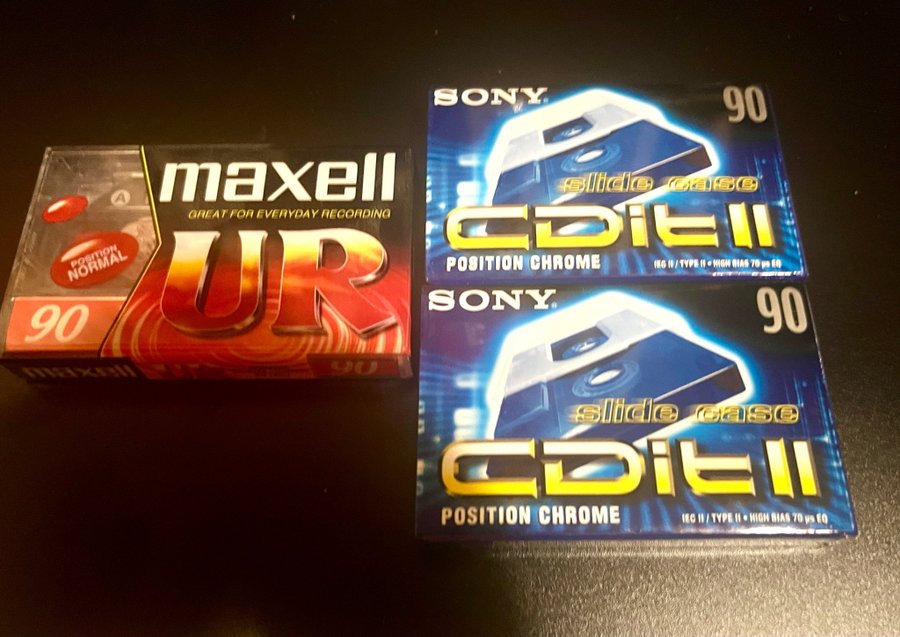 maxell
GREAT FOR EVERYDAY RECORDING
A
POSITION
NORMAL
UR
90
maxell
UR
90
SONY
90
slide case
CDit II
POSITION CHROME
IEC II / TYPE II • HIGH BIAS 70 µs EQ
SONY
90
slide case
CDit II
POSITION CHROME
IEC II / TYPE II • HIGH BIAS 70 µs EQ